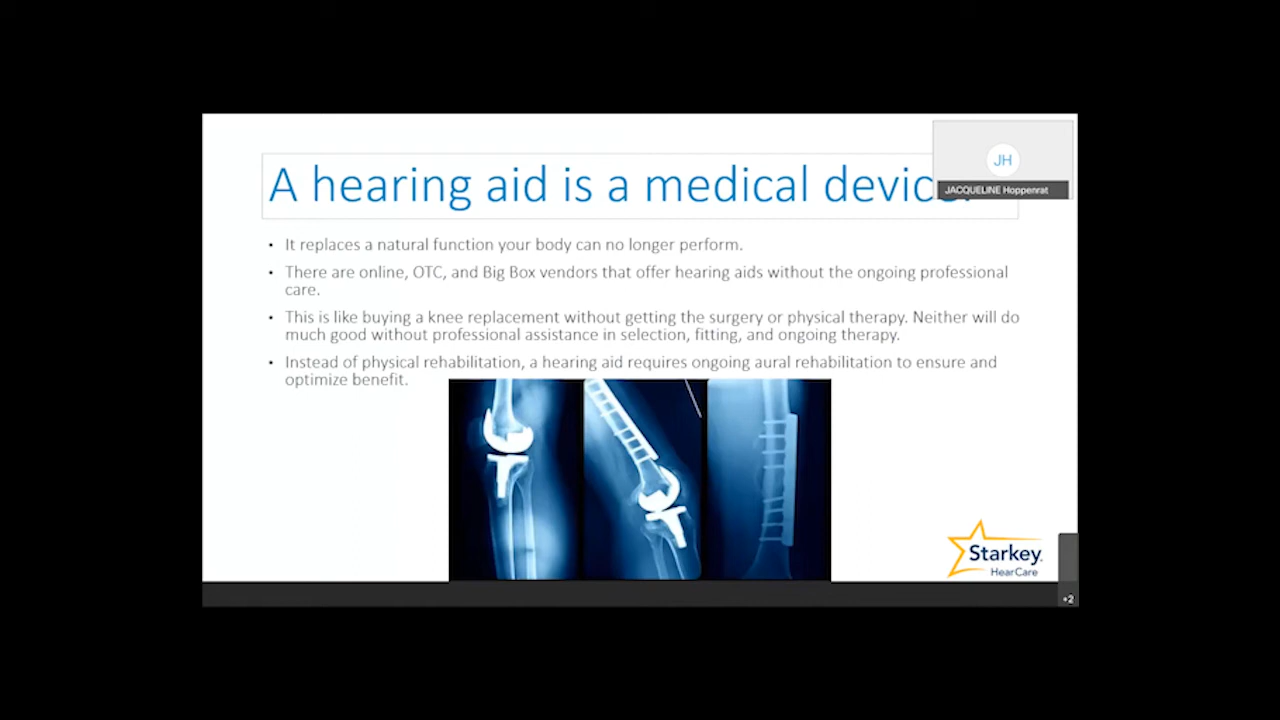 A hearing aid is a medical device.
JH
JACQUELINE Hoppenrat
• It replaces a natural function your body can no longer perform.
• There are online, OTC, and Big Box vendors that offer hearing aids without the ongoing professional
care.
• This is like buying a knee replacement without getting the surgery or physical therapy. Neither will do
much good without professional assistance in selection, fitting, and ongoing therapy.
• Instead of physical rehabilitation, a hearing aid requires ongoing aural rehabilitation to ensure and
optimize benefit.
Starkey.
HearCare
+2